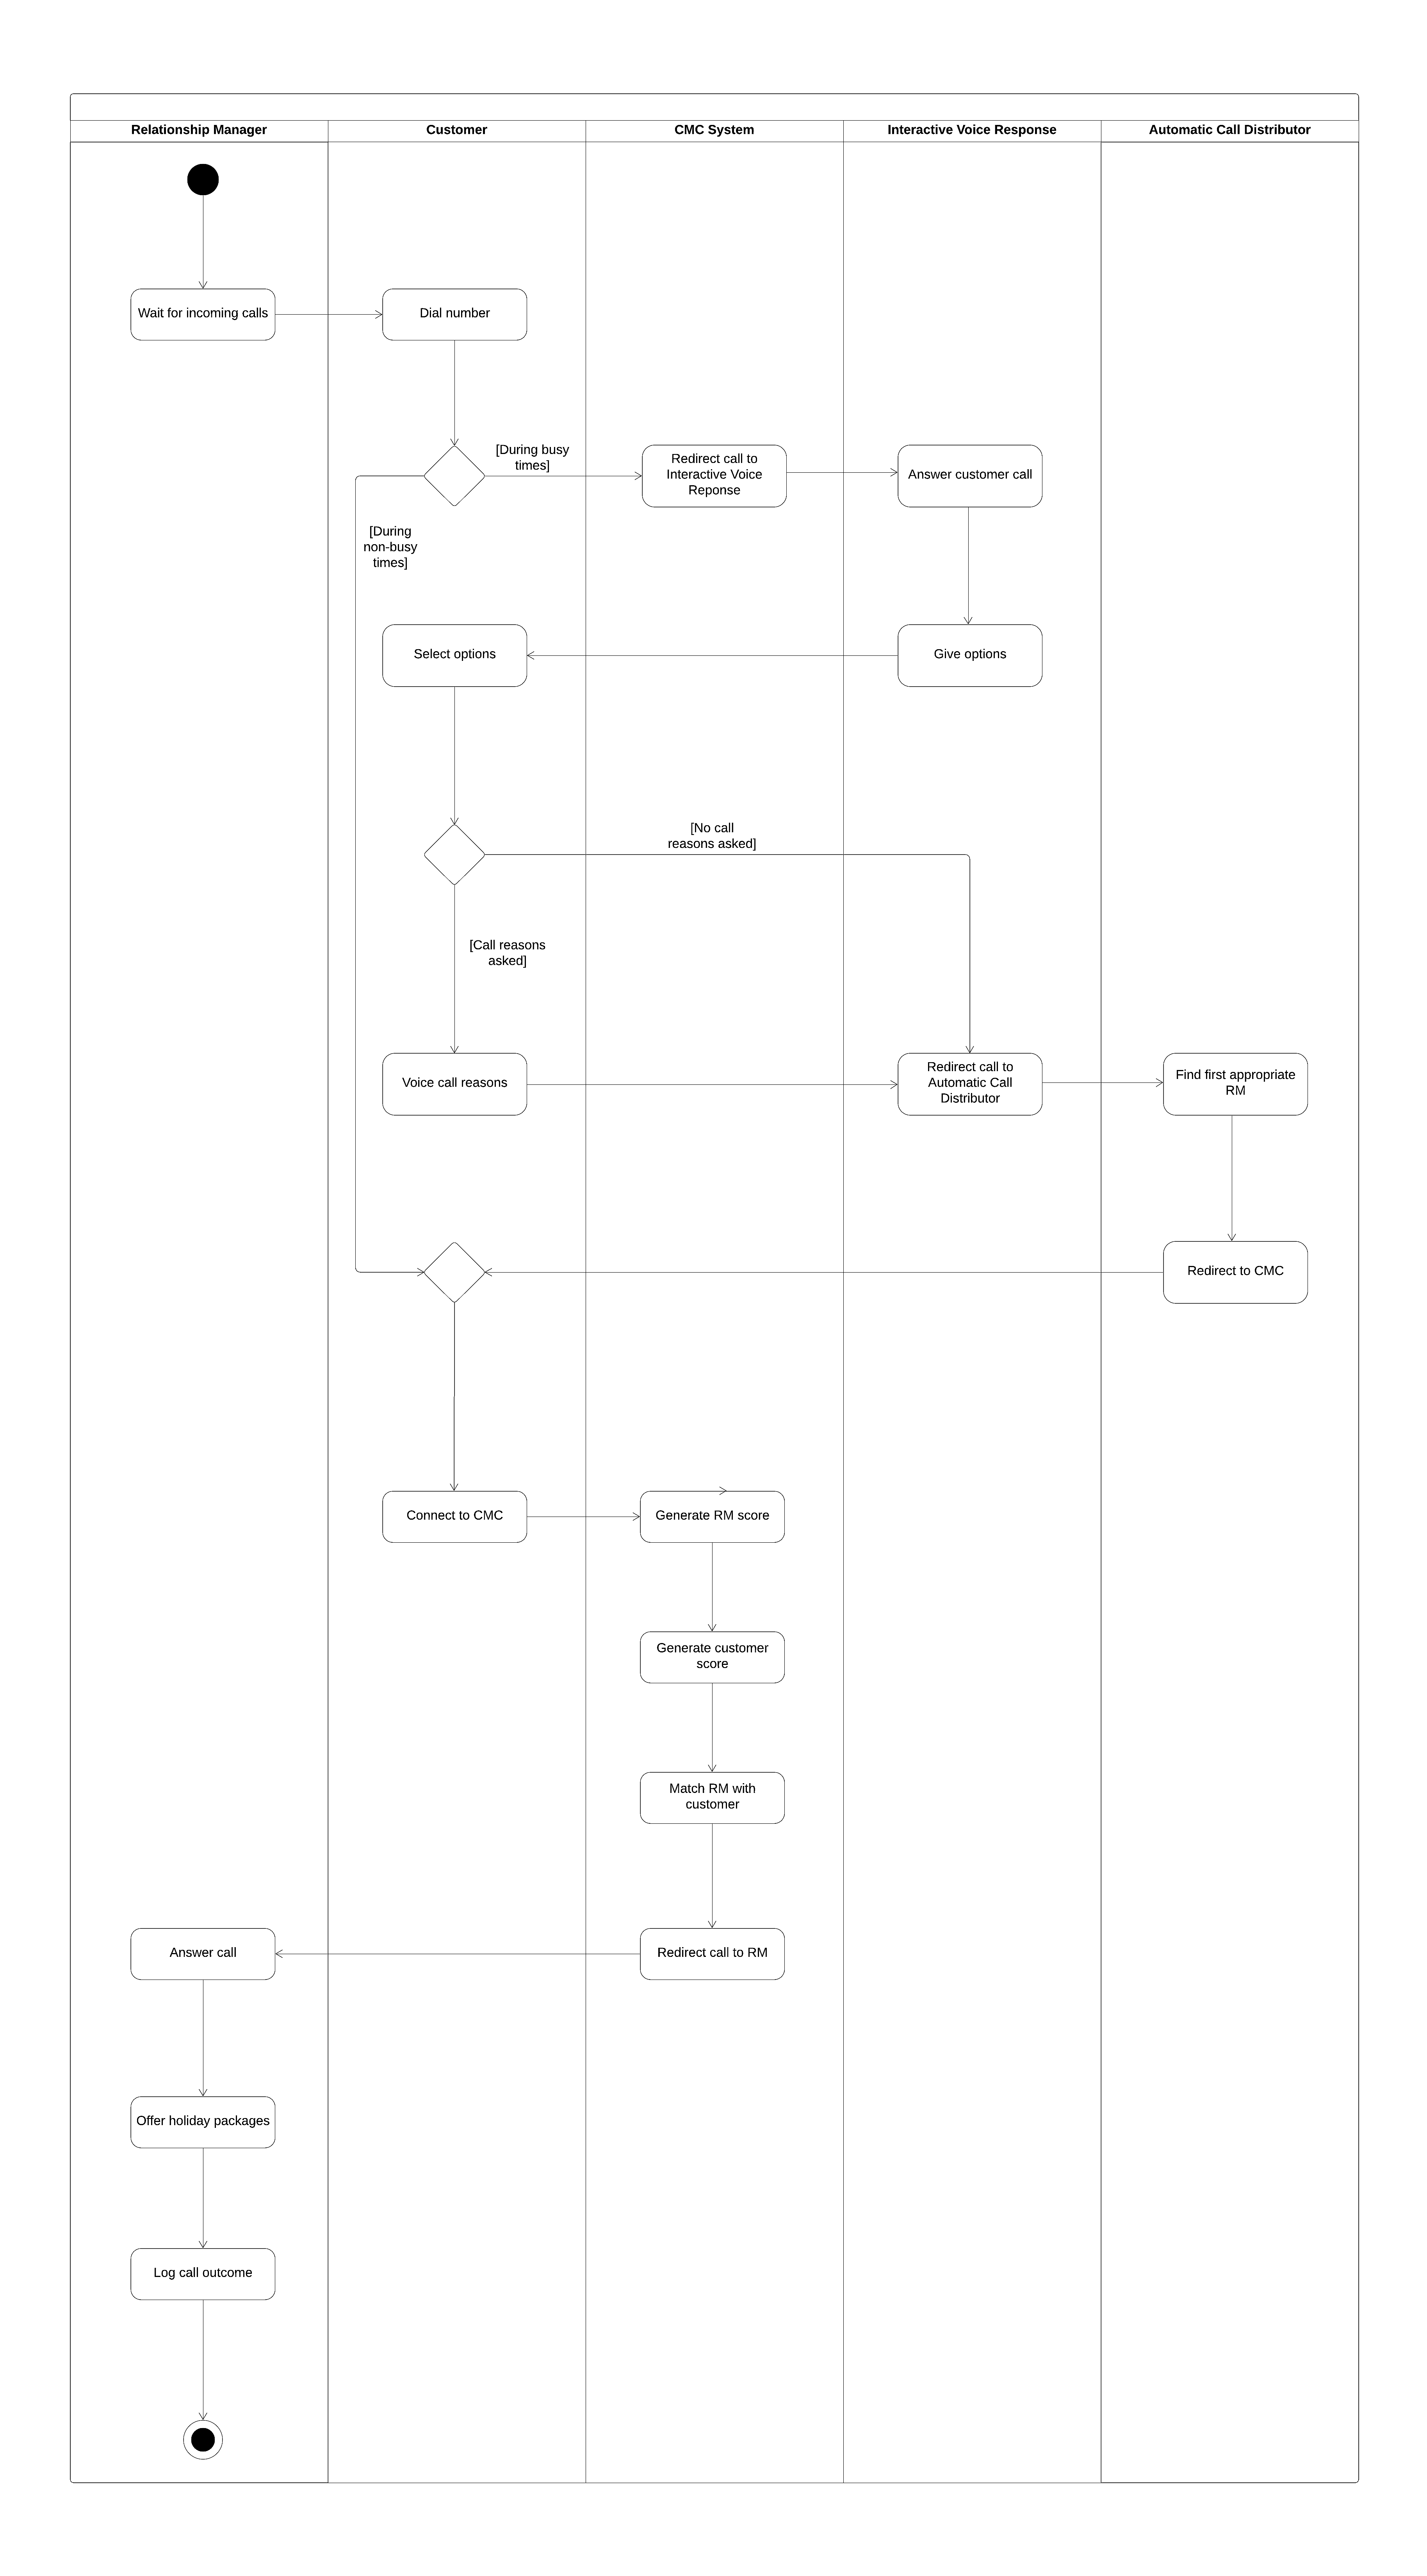 Relationship Manager
Customer
CMC System
Interactive Voice Response
Automatic Call Distributor
Wait for incoming calls
Dial number
[During busy
times]
Redirect call to
Interactive Voice
Reponse
Answer customer call
[During
non-busy
times]
Select options
Give options
[No call
reasons asked]
[Call reasons
asked]
Voice call reasons
Redirect call to
Automatic Call
Distributor
Find first appropriate
RM
Redirect to CMC
Connect to CMC
Generate RM score
Generate customer
score
Match RM with
customer
Answer call
Redirect call to RM
Offer holiday packages
Log call outcome